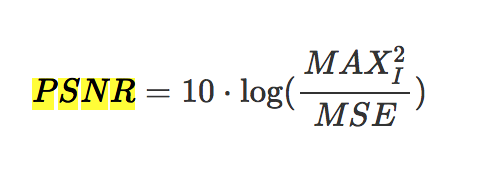 PSNR = 10 · log(MAX_I^2 / MSE)